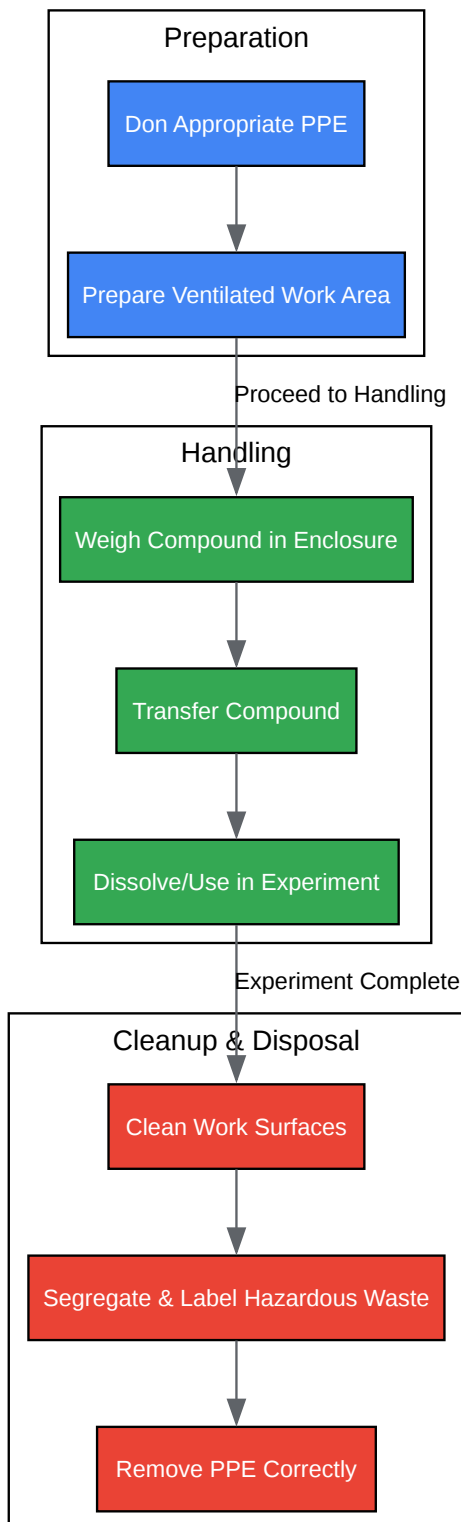 Preparation
Don Appropriate PPE
Prepare Ventilated Work Area
Proceed to Handling
Handling
Weigh Compound in Enclosure
Transfer Compound
Dissolve/Use in Experiment
Experiment Complete
Cleanup & Disposal
Clean Work Surfaces
Segregate & Label Hazardous Waste
Remove PPE Correctly